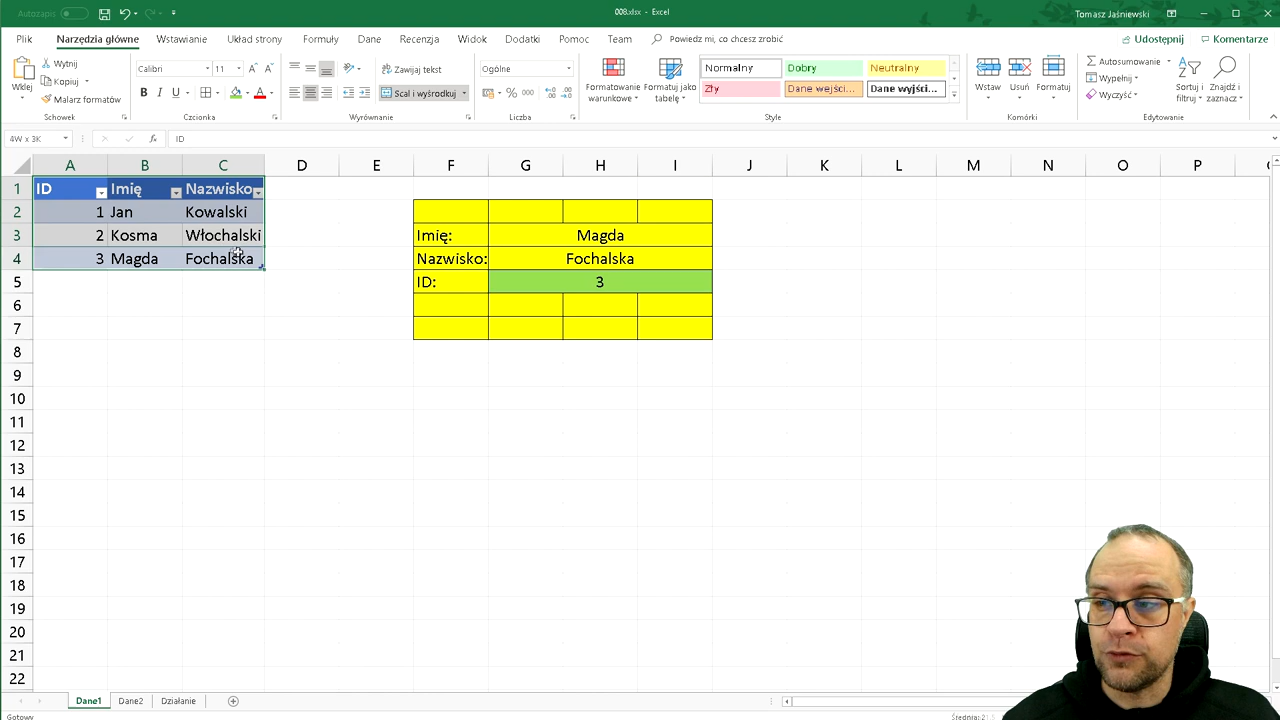 Autozapis
008.xlsx - Excel
Tomasz Jaśniewski
Plik Narzędzia główne Wstawianie Układ strony Formuły Dane Recenzja Widok Dodatki Pomoc Team Powiedz mi, co chcesz zrobić Udostępnij Komentarze
Wklej
Wytnij
Kopiuj
Malarz formatów
Schowek
Calibri 11
B I U
Czcionka
Zawijaj tekst
Scal i wyśrodkuj
Wyrównanie
Ogólne
% 000
Liczba
Formatowanie warunkowe
Formatuj jako tabelę
Normalny Dobry Neutralny
Zły Dane wejści... Dane wyjści...
Style
Wstaw Usuń Formatuj
Komórki
Autosumowanie
Wypełnij
Wyczyść
Sortuj i filtruj
Znajdź i zaznacz
Edytowanie
4W x 3K fx ID
A B C D E F G H I J K L M N O P
1 ID Imię Nazwisko
2 1 Jan Kowalski
3 2 Kosma Włochalski Imię: Magda
4 3 Magda Fochalska Nazwisko: Fochalska
5 ID: 3
6
7
8
9
10
11
12
13
14
15
16
17
18
19
20
21
22
Dane1 Dane2 Działanie
Gotowy